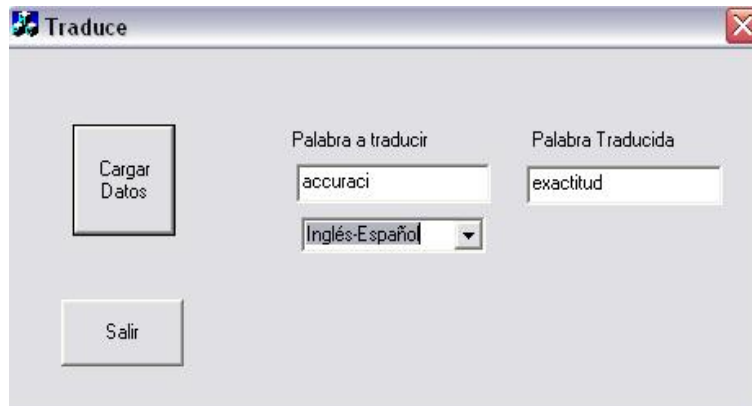 Traduce
Cargar
Datos
Palabra a traducir
Palabra Traducida
accuraci
exactitud
Inglés-Español
Salir